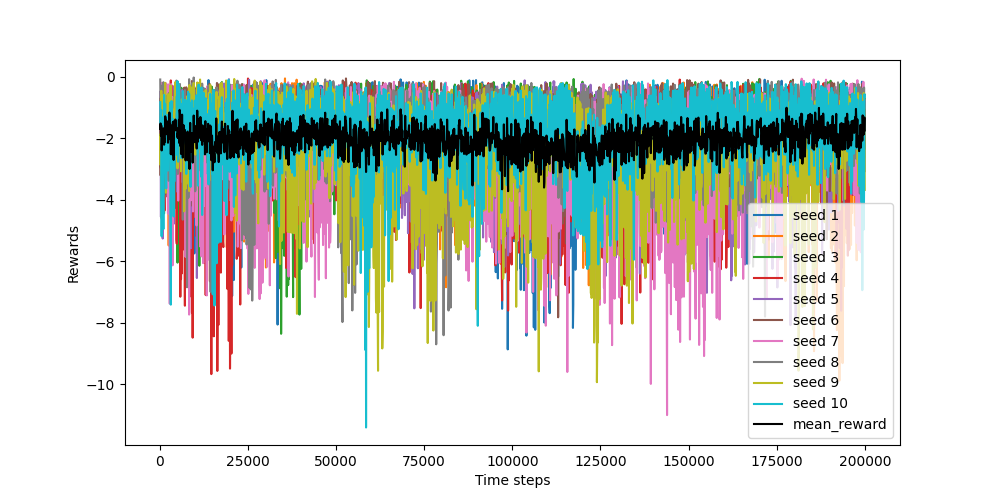 0
−2
−4
−6
−8
−10
Rewards
seed 1
seed 2
seed 3
seed 4
seed 5
seed 6
seed 7
seed 8
seed 9
seed 10
mean_reward
0 25000 50000 75000 100000 125000 150000 175000 200000
Time steps